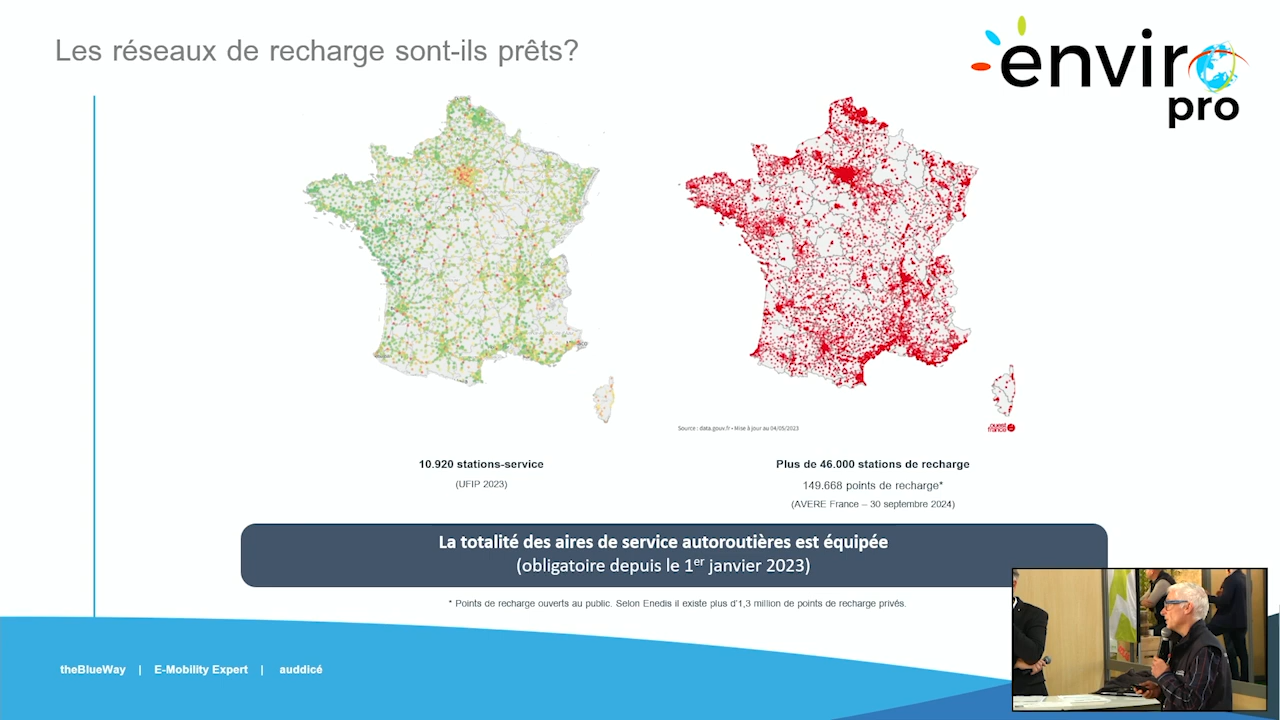 Les réseaux de recharge sont-ils prêts?
enviro
pro
Source : data.gouv.fr • Mise à jour au 04/05/2023
ouest
france
10.920 stations-service
(UFIP 2023)
Plus de 46.000 stations de recharge
149.668 points de recharge*
(AVERE France – 30 septembre 2024)
La totalité des aires de service autoroutières est équipée
(obligatoire depuis le 1er janvier 2023)
* Points de recharge ouverts au public. Selon Enedis il existe plus d'1,3 million de points de recharge privés.
theBlueWay | E-Mobility Expert | auddicé